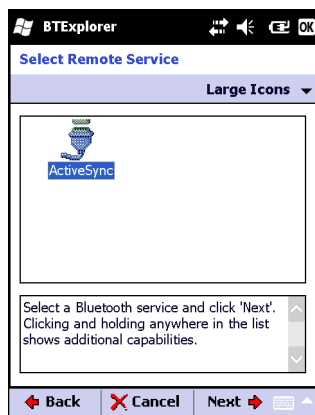 BTExplorer OK
Select Remote Service
Large Icons
ActiveSync
Select a Bluetooth service and click 'Next'.
Clicking and holding anywhere in the list
shows additional capabilities.
Back Cancel Next